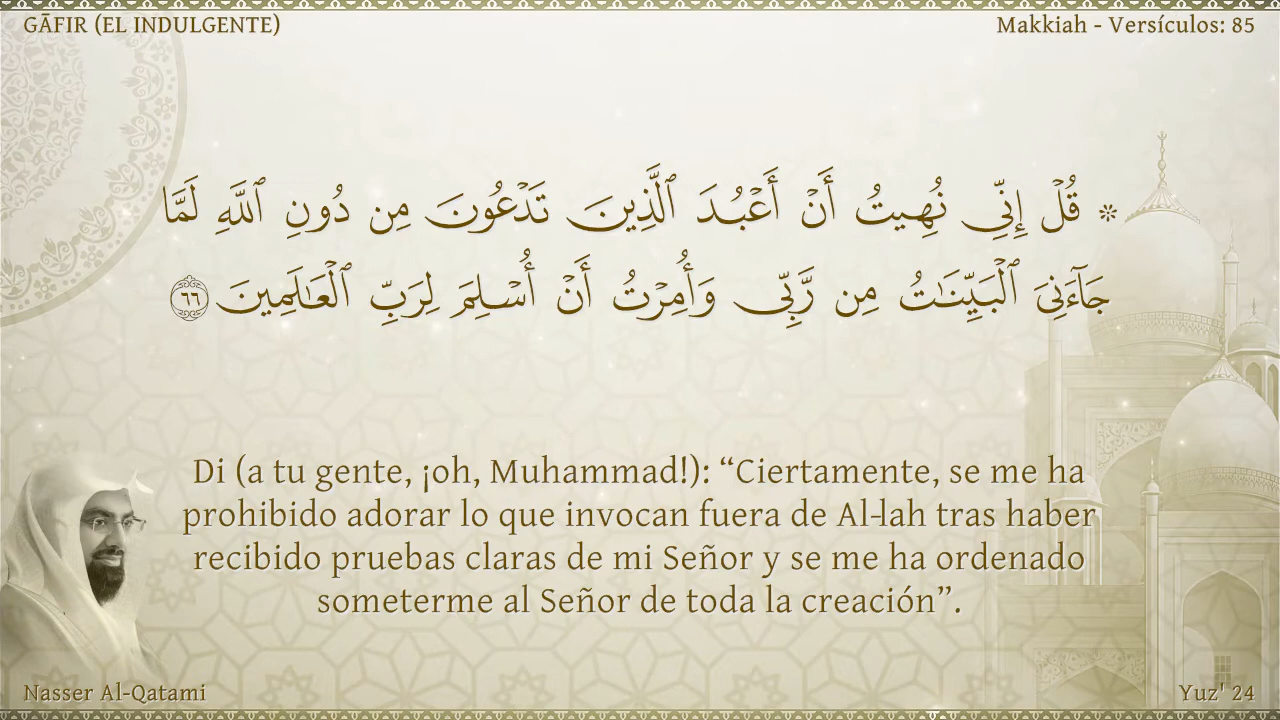 GĀFIR (EL INDULGENTE)
Makkiah - Versículos: 85
۞ قُلْ إِنِّى نُهِيتُ أَنْ أَعْبُدَ ٱلَّذِينَ تَدْعُونَ مِن دُونِ ٱللَّهِ لَمَّا
جَآءَنِىَ ٱلْبَيِّنَـٰتُ مِن رَّبِّى وَأُمِرْتُ أَنْ أُسْلِمَ لِرَبِّ ٱلْعَـٰلَمِينَ ٦٦
Di (a tu gente, ¡oh, Muhammad!): “Ciertamente, se me ha
prohibido adorar lo que invocan fuera de Al-lah tras haber
recibido pruebas claras de mi Señor y se me ha ordenado
someterme al Señor de toda la creación”.
Nasser Al-Qatami
Yuz' 24